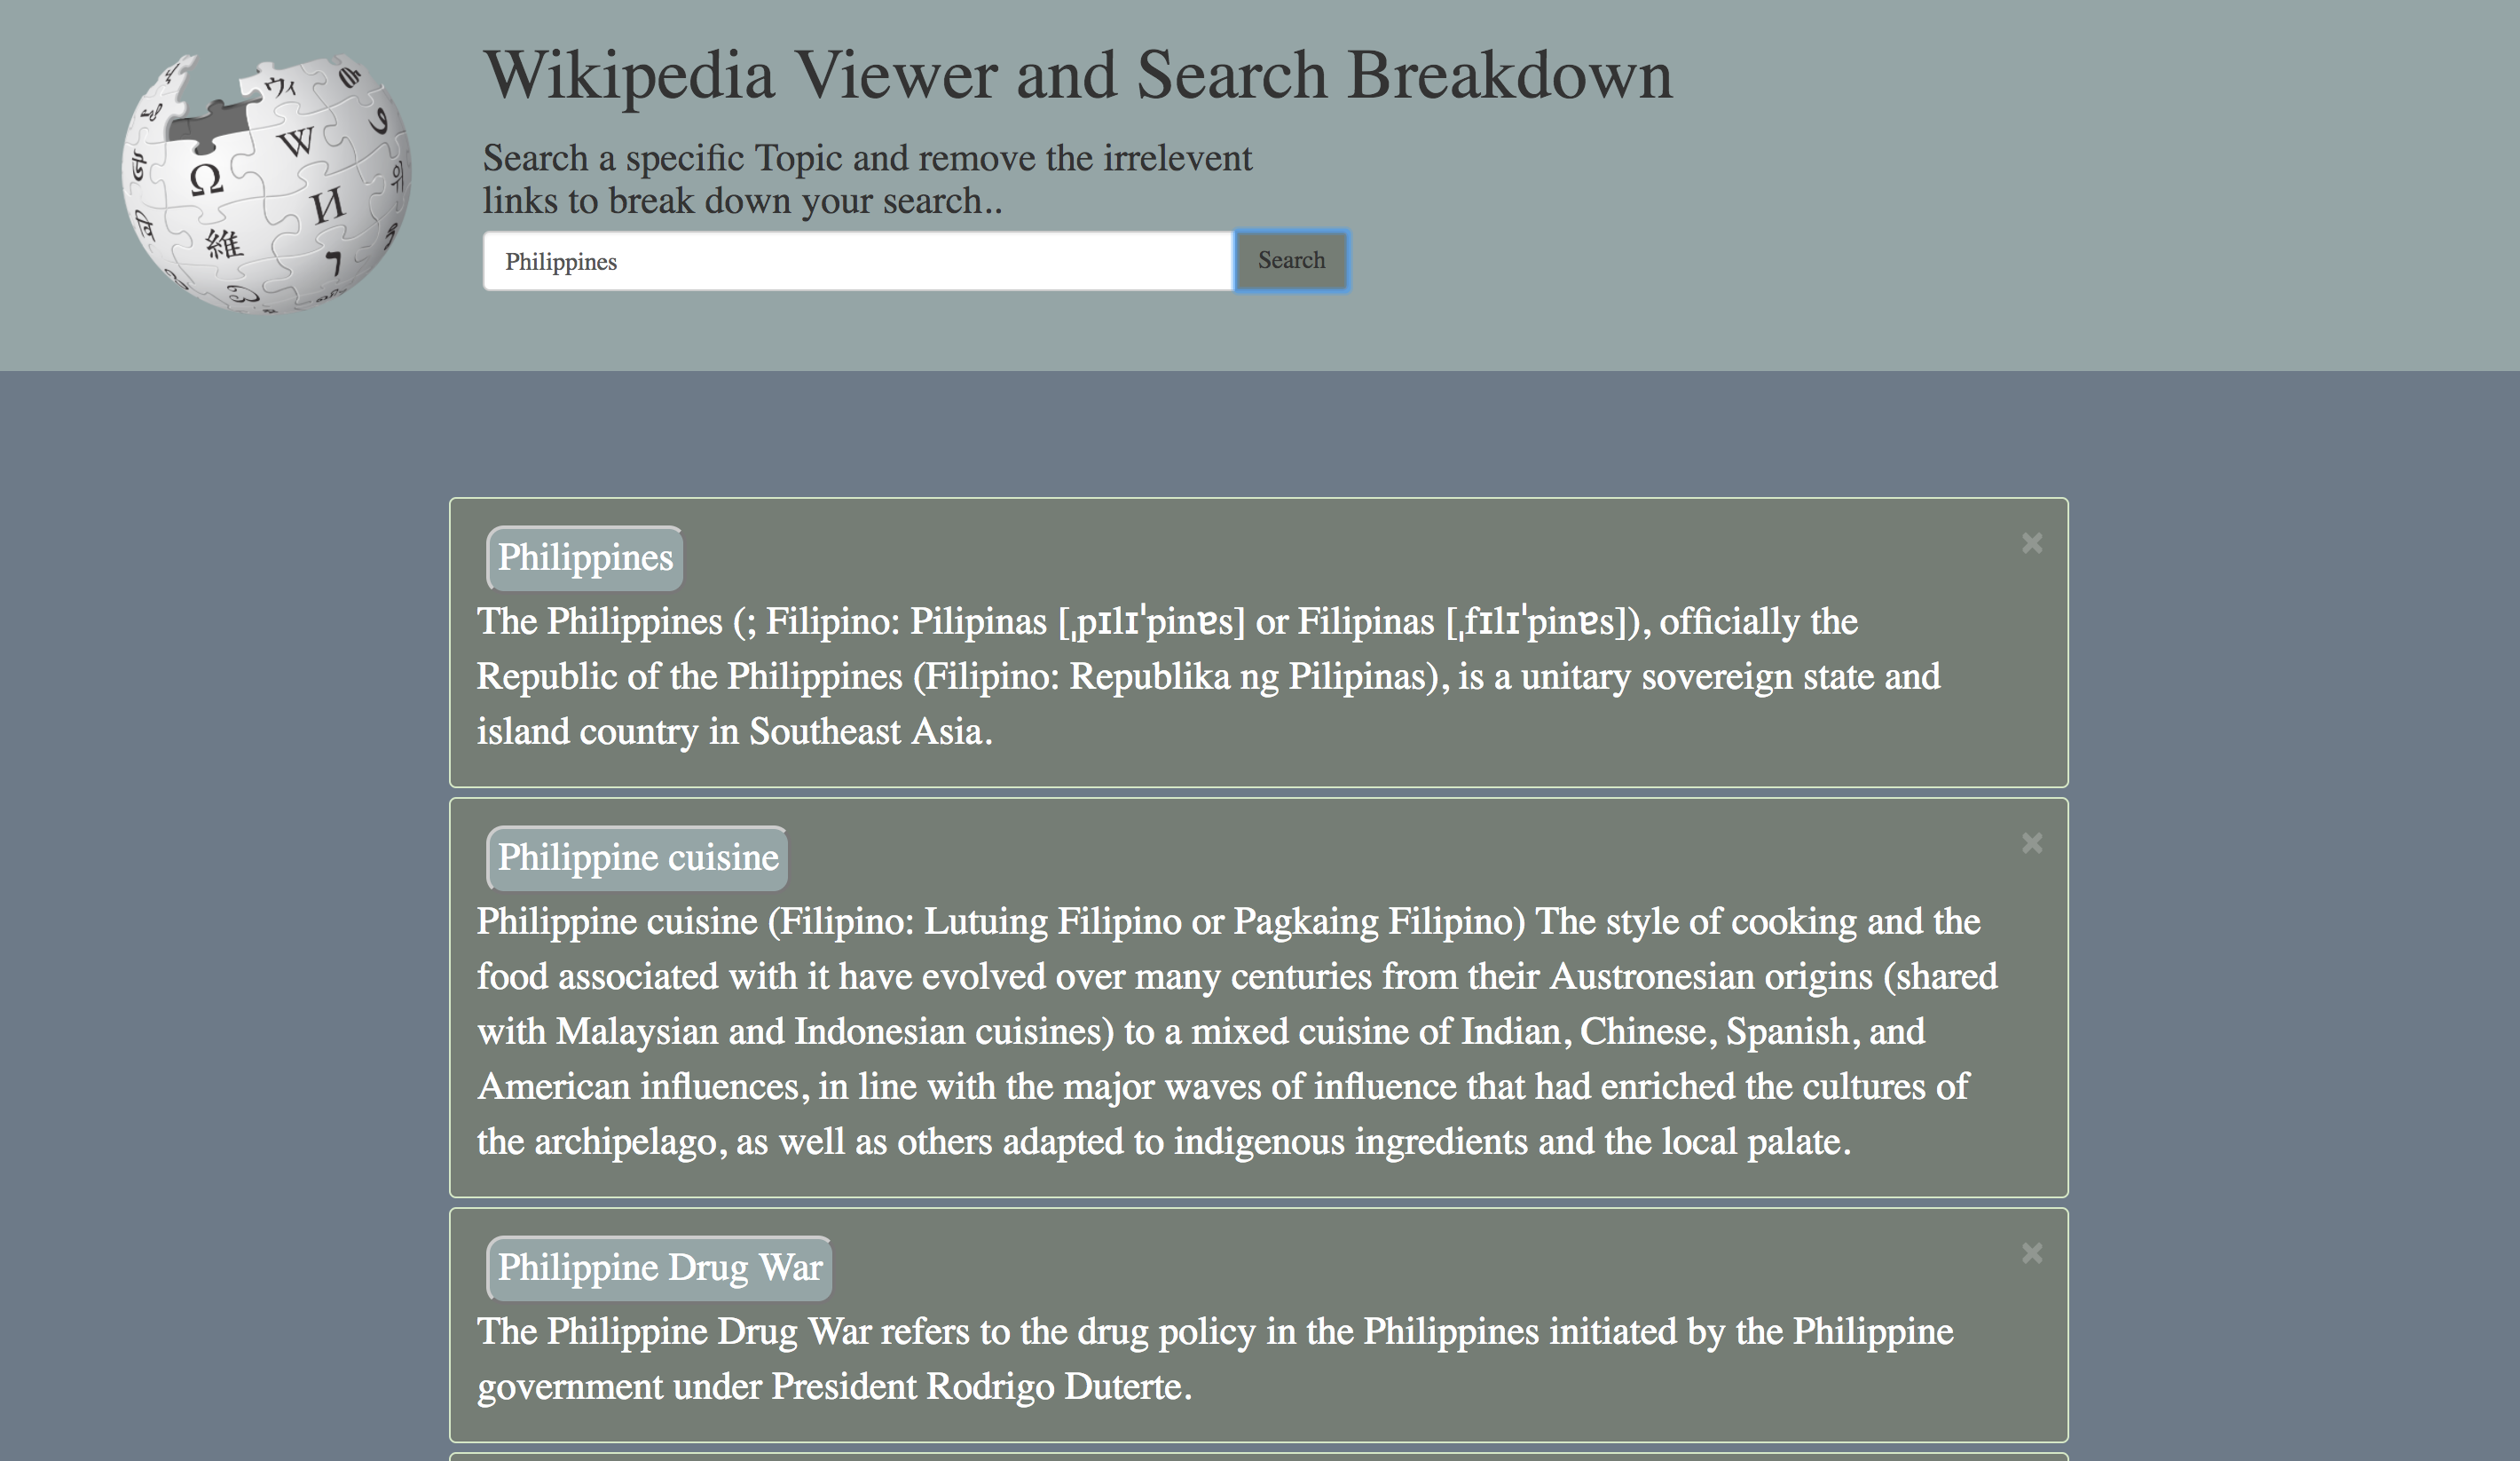 Wikipedia Viewer and Search Breakdown
Search a specific Topic and remove the irrelevent
links to break down your search..
Philippines
Search
Ω
W
И
維
ウィ
Philippines
The Philippines (; Filipino: Pilipinas [ˌpɪlɪˈpinɐs] or Filipinas [ˌfɪlɪˈpinɐs]), officially the
Republic of the Philippines (Filipino: Republika ng Pilipinas), is a unitary sovereign state and
island country in Southeast Asia.
Philippine cuisine
Philippine cuisine (Filipino: Lutuing Filipino or Pagkaing Filipino) The style of cooking and the
food associated with it have evolved over many centuries from their Austronesian origins (shared
with Malaysian and Indonesian cuisines) to a mixed cuisine of Indian, Chinese, Spanish, and
American influences, in line with the major waves of influence that had enriched the cultures of
the archipelago, as well as others adapted to indigenous ingredients and the local palate.
Philippine Drug War
The Philippine Drug War refers to the drug policy in the Philippines initiated by the Philippine
government under President Rodrigo Duterte.